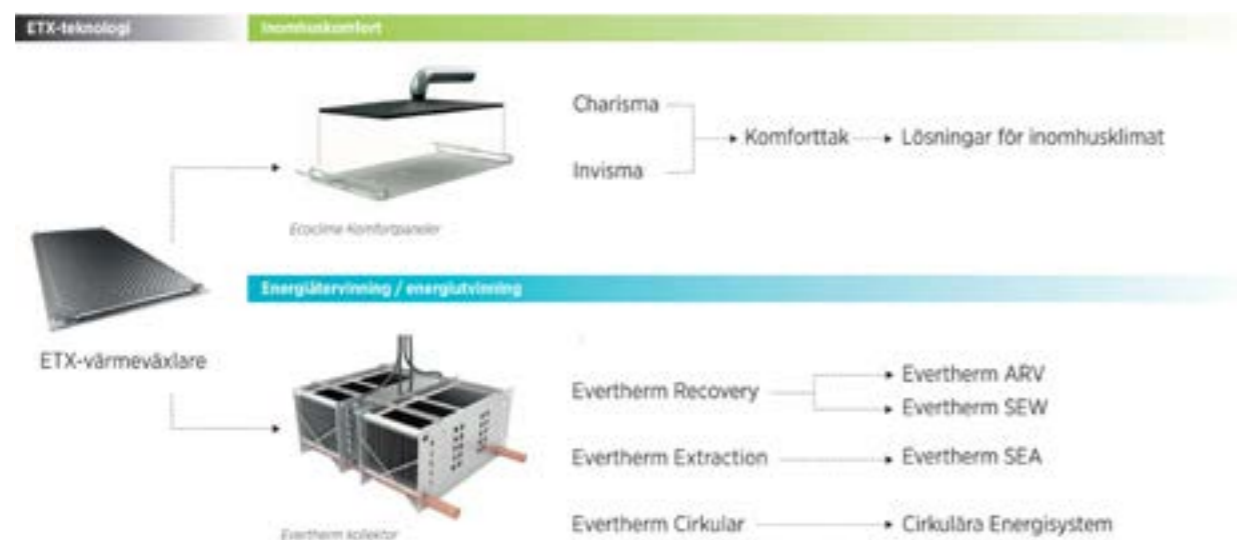 ETX-teknologi
Inomhuskomfort
Charisma
Komforttak
Lösningar för inomhusklimat
Invisma
Ecoclime Komfortpaneler
Energiåtervinning / energiutvinning
ETX-värmeväxlare
Evertherm Recovery
Evertherm ARV
Evertherm SEW
Evertherm Extraction
Evertherm SEA
Evertherm Cirkular
Cirkulära Energisystem
Evertherm kollektor